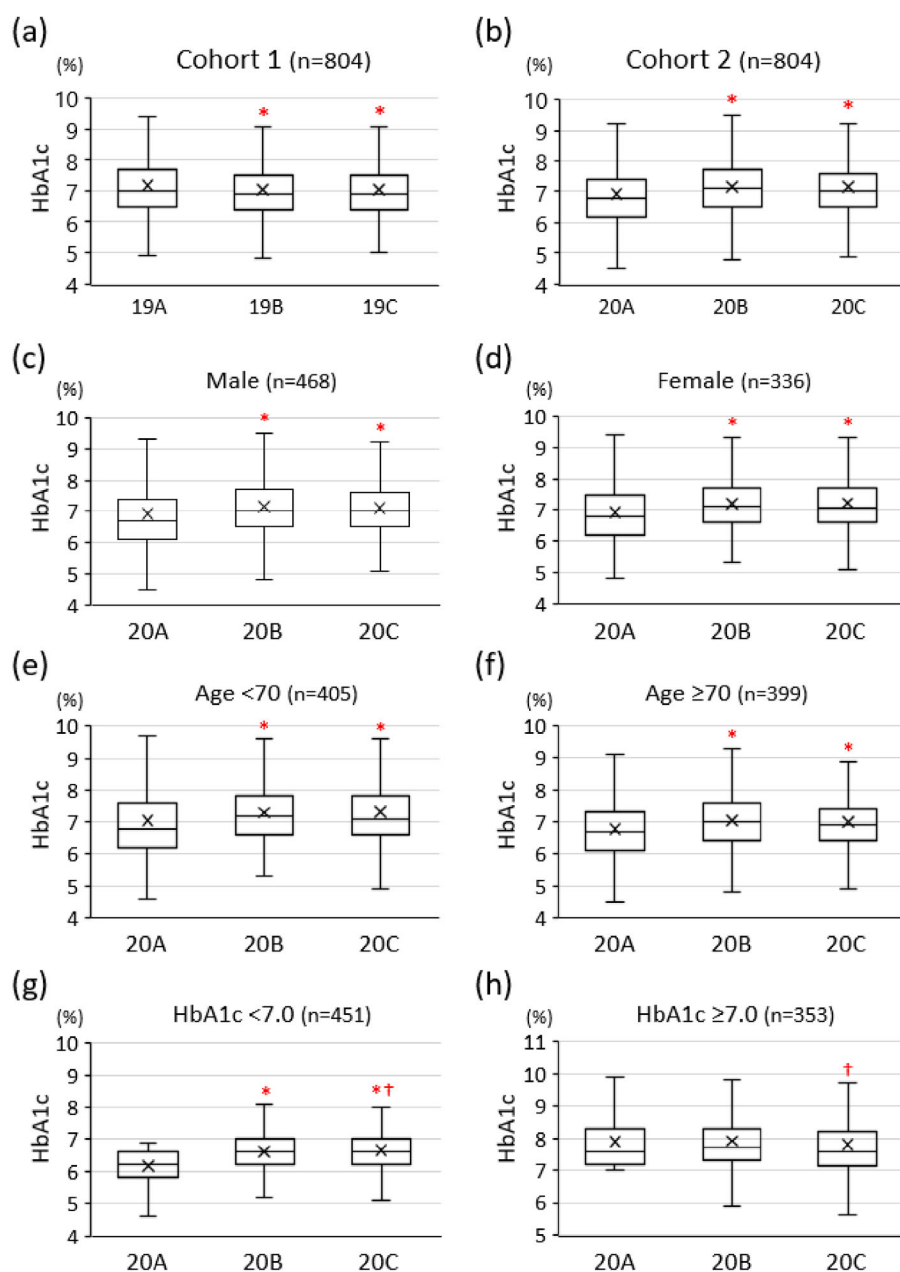 (a)
(%)
Cohort 1 (n=804)
HbA1c
10
9
8
7
6
5
4
*
*
19A
19B
19C
(b)
(%)
Cohort 2 (n=804)
HbA1c
10
9
8
7
6
5
4
*
*
20A
20B
20C
(c)
(%)
Male (n=468)
HbA1c
10
9
8
7
6
5
4
*
*
20A
20B
20C
(d)
(%)
Female (n=336)
HbA1c
10
9
8
7
6
5
4
*
*
20A
20B
20C
(e)
(%)
Age <70 (n=405)
HbA1c
10
9
8
7
6
5
4
*
*
20A
20B
20C
(f)
(%)
Age ≥70 (n=399)
HbA1c
10
9
8
7
6
5
4
*
*
20A
20B
20C
(g)
(%)
HbA1c <7.0 (n=451)
HbA1c
10
9
8
7
6
5
4
*
*†
20A
20B
20C
(h)
(%)
HbA1c ≥7.0 (n=353)
HbA1c
11
10
9
8
7
6
5
†
20A
20B
20C